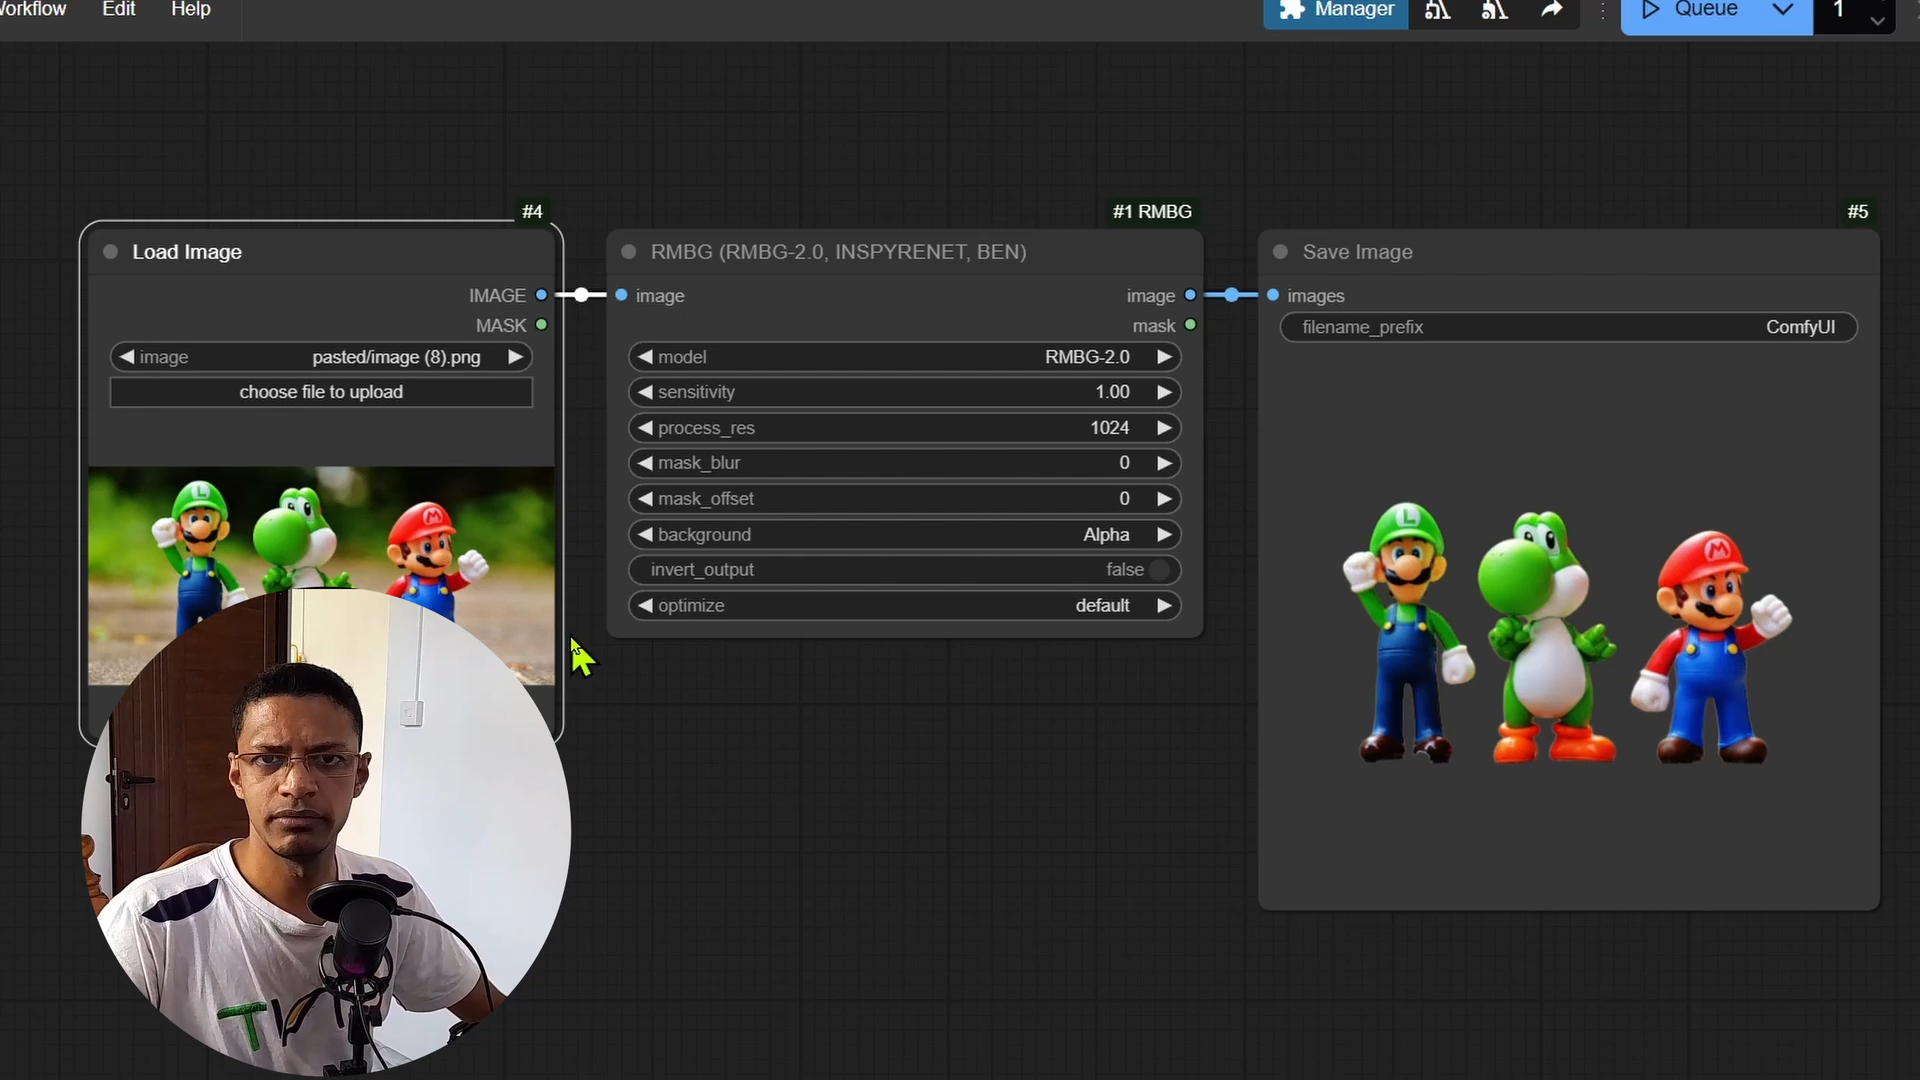 Workflow Edit Help
Manager
Queue
1
#4
Load Image
IMAGE
MASK
image pasted/image (8).png
choose file to upload
L
M
#1 RMBG
RMBG (RMBG-2.0, INSPYRENET, BEN)
image image
mask
model RMBG-2.0
sensitivity 1.00
process_res 1024
mask_blur 0
mask_offset 0
background Alpha
invert_output false
optimize default
#5
Save Image
images
filename_prefix ComfyUI
L
M